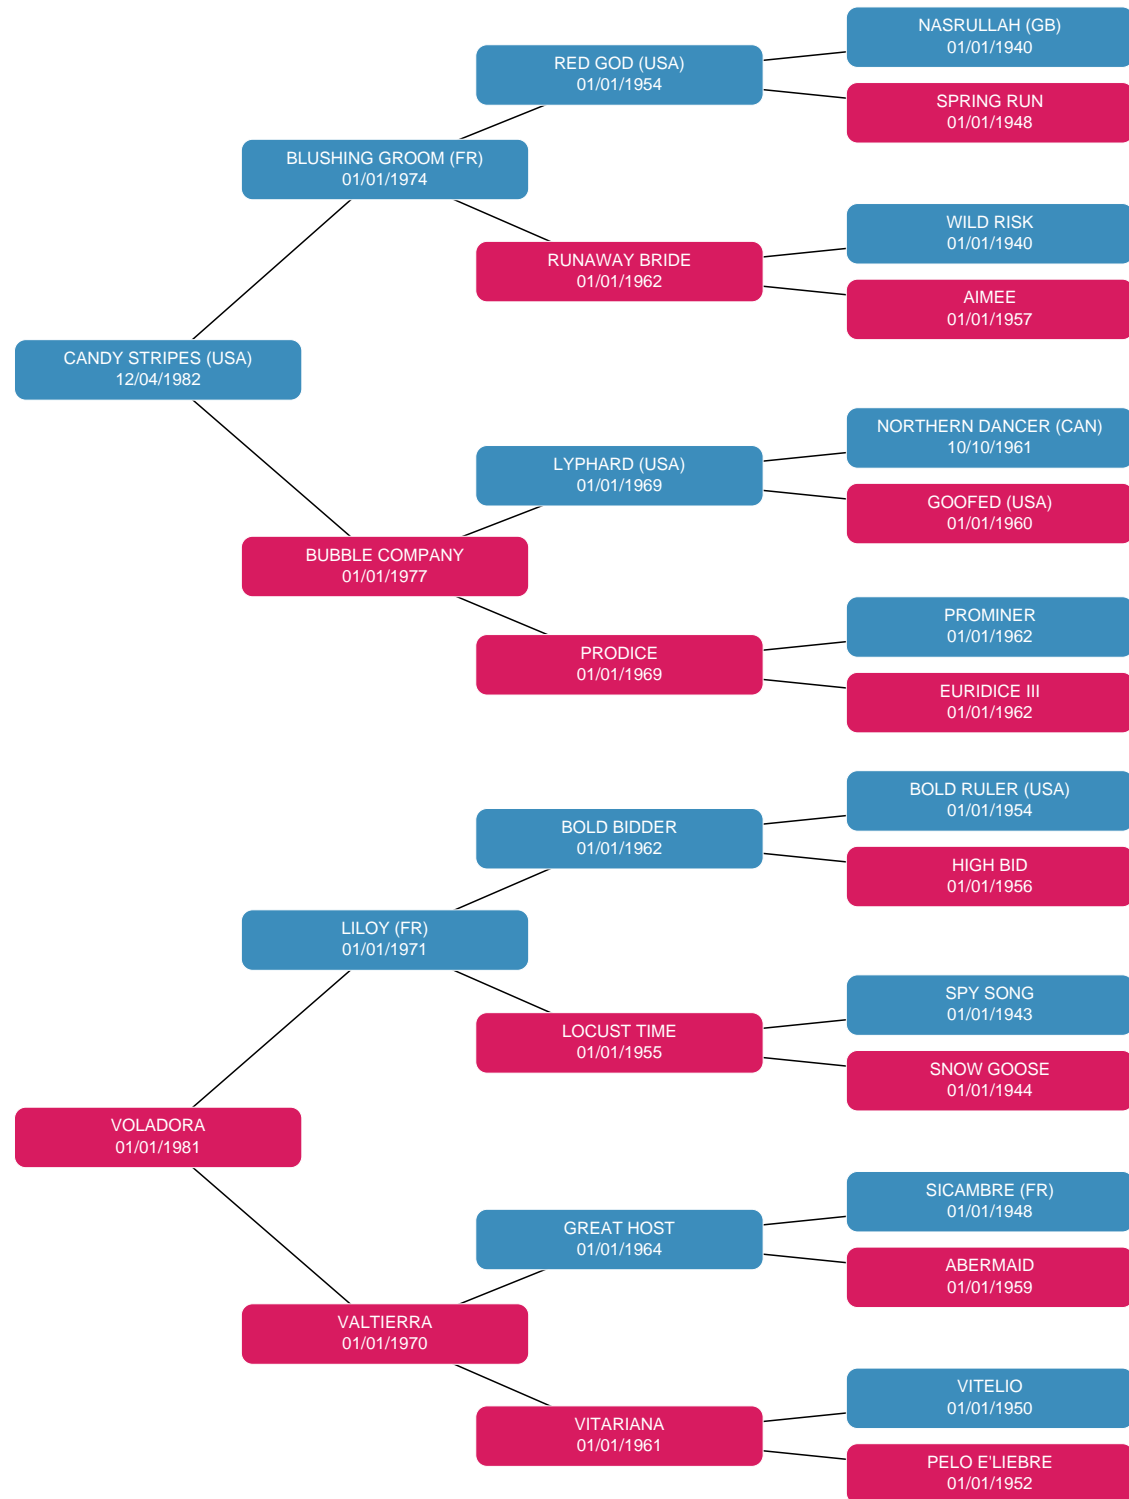 NASRULLAH (GB)
01/01/1940
RED GOD (USA)
01/01/1954
SPRING RUN
01/01/1948
BLUSHING GROOM (FR)
01/01/1974
WILD RISK
01/01/1940
RUNAWAY BRIDE
01/01/1962
AIMEE
01/01/1957
CANDY STRIPES (USA)
12/04/1982
NORTHERN DANCER (CAN)
10/10/1961
LYPHARD (USA)
01/01/1969
GOOFED (USA)
01/01/1960
BUBBLE COMPANY
01/01/1977
PROMINER
01/01/1962
PRODICE
01/01/1969
EURIDICE III
01/01/1962
BOLD RULER (USA)
01/01/1954
BOLD BIDDER
01/01/1962
HIGH BID
01/01/1956
LILOY (FR)
01/01/1971
SPY SONG
01/01/1943
LOCUST TIME
01/01/1955
SNOW GOOSE
01/01/1944
VOLADORA
01/01/1981
SICAMBRE (FR)
01/01/1948
GREAT HOST
01/01/1964
ABERMAID
01/01/1959
VALTIERRA
01/01/1970
VITELIO
01/01/1950
VITARIANA
01/01/1961
PELO E'LIEBRE
01/01/1952